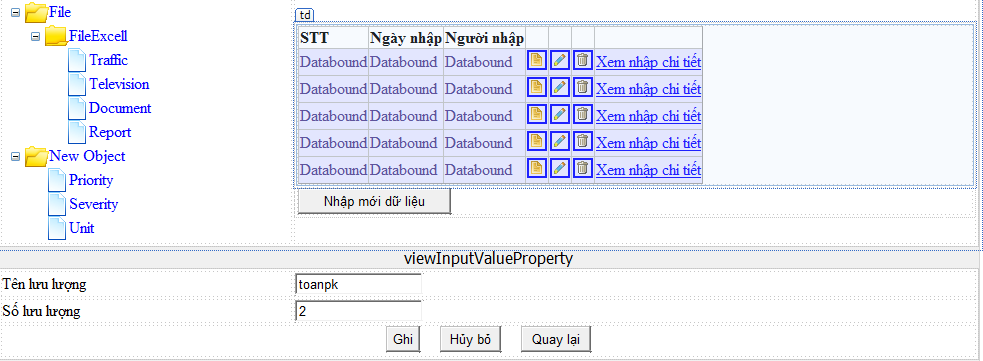 File
FileExcell
Traffic
Television
Document
Report
New Object
Priority
Severity
Unit
td
STT Ngày nhập Người nhập
Databound Databound Databound Xem nhập chi tiết
Databound Databound Databound Xem nhập chi tiết
Databound Databound Databound Xem nhập chi tiết
Databound Databound Databound Xem nhập chi tiết
Databound Databound Databound Xem nhập chi tiết
Nhập mới dữ liệu
viewInputValueProperty
Tên lưu lượng toanpk
Số lưu lượng 2
Ghi Hủy bỏ Quay lại